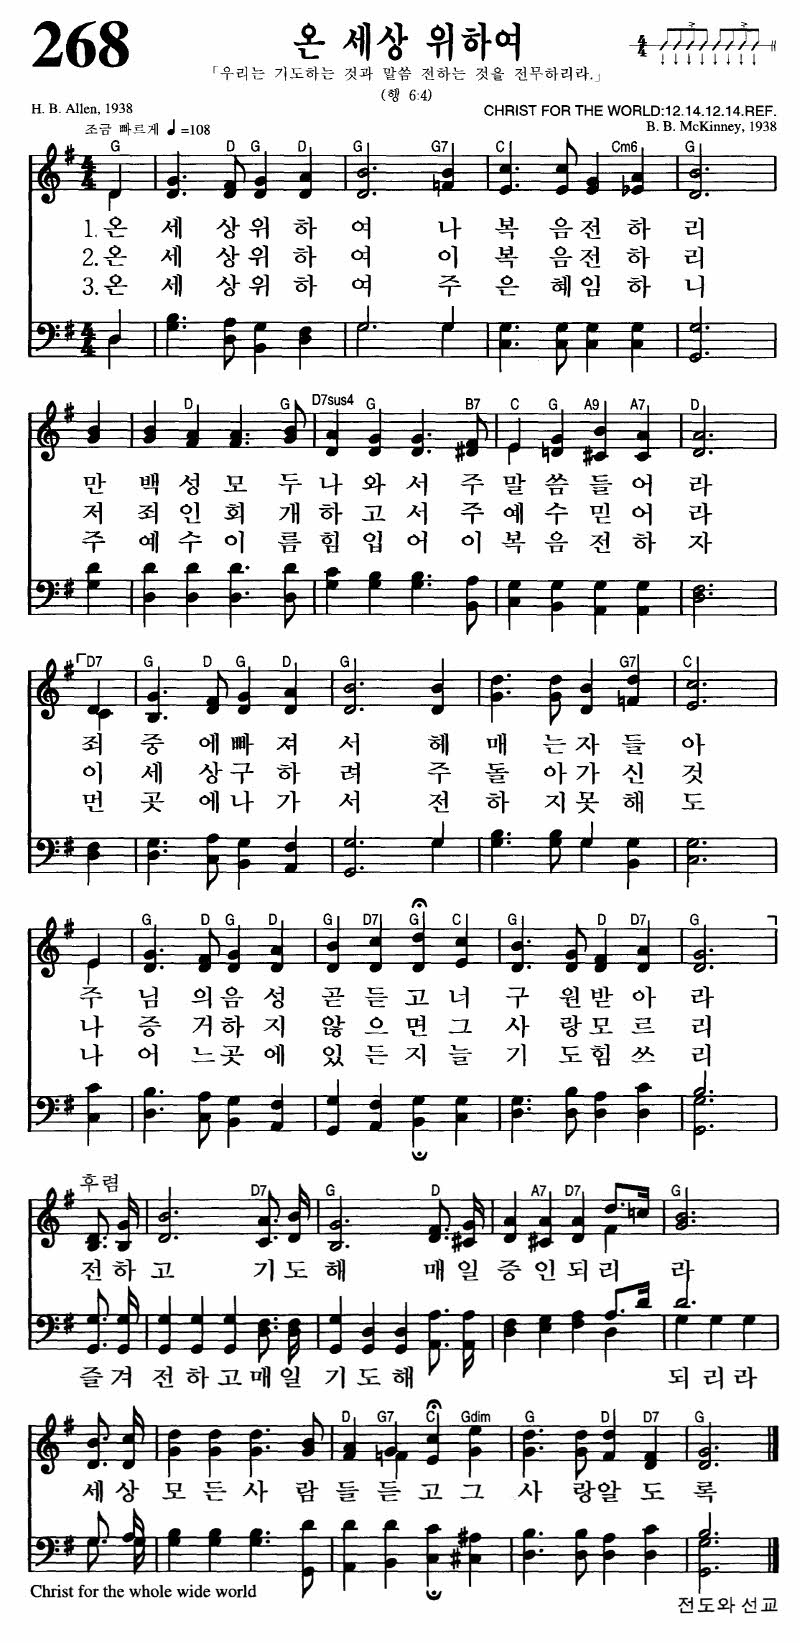 268
온 세상 위하여
「우리는 기도하는 것과 말씀 전하는 것을 전무하리라.」
(행 6:4)
H. B. Allen, 1938
CHRIST FOR THE WORLD:12.14.12.14.REF.
조금 빠르게 ♩=108
B. B. McKinney, 1938
G D G D G G7 C Cm6 G
1. 온 세 상 위 하 여 나 복 음 전 하 리
2. 온 세 상 위 하 여 이 복 음 전 하 리
3. 온 세 상 위 하 여 주 은 혜 임 하 니
D G D7sus4 G B7 C G A9 A7 D
만 백 성 모 두 나 와 서 주 말 씀 들 어 라
저 죄 인 회 개 하 고 서 주 예 수 믿 어 라
주 예 수 이 름 힘 입 어 이 복 음 전 하 자
D7 G D G D G G7 C
죄 중 에 빠 져 서 헤 매 는 자 들 아
이 세 상 구 하 려 주 돌 아 가 신 것
먼 곳 에 나 가 서 전 하 지 못 해 도
G D G D G D7 G C G D D7 G
주 님 의 음 성 곧 듣 고 너 구 원 받 아 라
나 증 거 하 지 않 으 면 그 사 랑 모 르 리
나 어 느 곳 에 있 든 지 늘 기 도 힘 쓰 리
후렴
D7 G D A7 D7 G
전 하 고 기 도 해 매 일 증 인 되 리 라
즐 겨 전 하 고 매 일 기 도 해 되 리 라
D G7 C Gdim G D D7 G
세 상 모 든 사 람 들 듣 고 그 사 랑 알 도 록
Christ for the whole wide world
전도와 선교